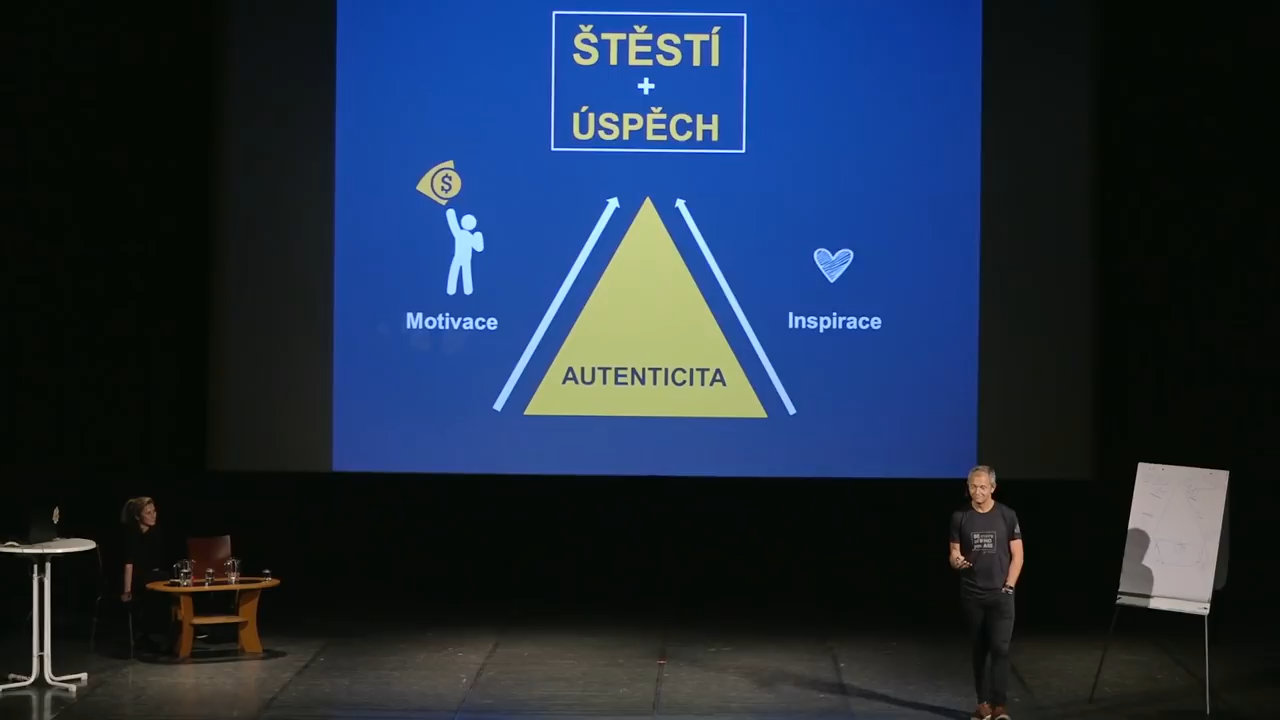 ŠTĚSTÍ
+
ÚSPĚCH
$
Motivace
Inspirace
AUTENTICITA